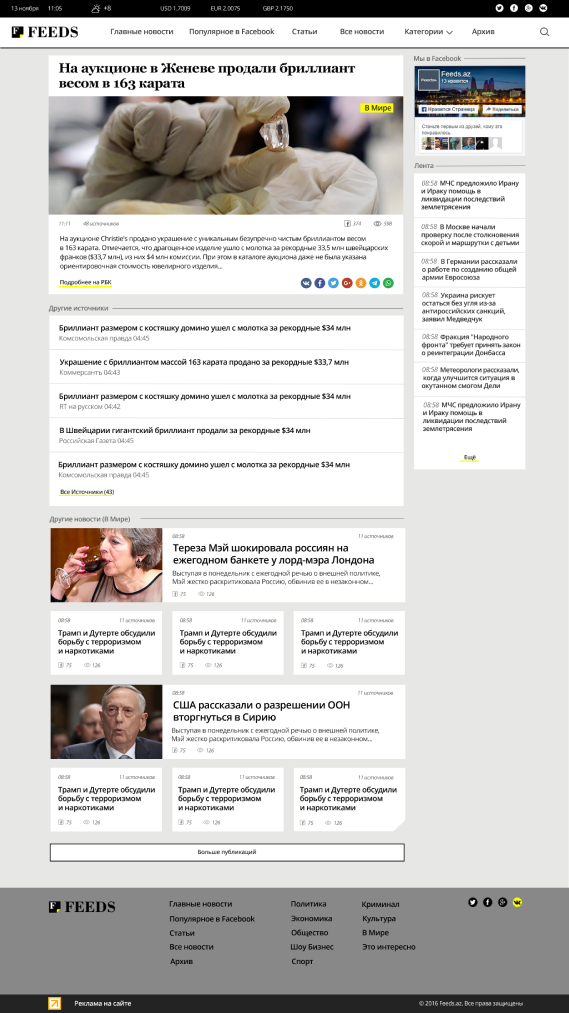 13 ноября 11:05 +8 USD 1.7009 EUR 2.0075 GBP 2.1750
FEEDS
Главные новости Популярное в Facebook Статьи Все новости Категории Архив
На аукционе в Женеве продали бриллиант
весом в 163 карата
В Мире
11:11 48 источников 374 598
На аукционе Christie's продано украшение с уникальным безупречно чистым бриллиантом весом
в 163 карата. Отмечается, что драгоценное изделие ушло с молотка за рекордные 33,5 млн швейцарских
франков ($33,7 млн), из них $4 млн комиссии. При этом в каталоге аукциона даже не была указана
ориентировочная стоимость ювелирного изделия...
Подробнее на РБК
Другие источники
Бриллиант размером с костяшку домино ушел с молотка за рекордные $34 млн
Комсомольская правда 04:45
Украшение с бриллиантом массой 163 карата продано за рекордные $33,7 млн
Коммерсантъ 04:43
Бриллиант размером с костяшку домино ушел с молотка за рекордные $34 млн
RT на русском 04:42
В Швейцарии гигантский бриллиант продали за рекордные $34 млн
Российская Газета 04:45
Бриллиант размером с костяшку домино ушел с молотка за рекордные $34 млн
Комсомольская правда 04:45
Все Источники (43)
Мы в Facebook
Feeds.az
13 нравится
Нравится Страница Поделиться
Станьте первым из друзей, кому это
понравилось.
Лента
08:58 МЧС предложило Ирану
и Ираку помощь в
ликвидации последствий
землетрясения
08:58 В Москве начали
проверку после столкновения
скорой и маршрутки с детьми
08:58 В Германии рассказали
о работе по созданию общей
армии Евросоюза
08:58 Украина рискует
остаться без угля из-за
антироссийских санкций,
заявил Медведчук
08:58 Фракция "Народного
фронта" требует принять закон
о реинтеграции Донбасса
08:58 Метеорологи рассказали,
когда улучшится ситуация в
окутанном смогом Дели
08:58 МЧС предложило Ирану
и Ираку помощь в
ликвидации последствий
землетрясения
Ещё
Другие новости (В Мире)
08:58 11 источников
Тереза Мэй шокировала россиян на
ежегодном банкете у лорд-мэра Лондона
Выступая в понедельник с ежегодной речью о внешней политике,
Мэй жестко раскритиковала Россию, обвинив ее в незаконном...
75 126
08:58 11 источников
Трамп и Дутерте обсудили
борьбу с терроризмом
и наркотиками
75 126
08:58 11 источников
Трамп и Дутерте обсудили
борьбу с терроризмом
и наркотиками
75 126
08:58 11 источников
Трамп и Дутерте обсудили
борьбу с терроризмом
и наркотиками
75 126
08:58 11 источников
США рассказали о разрешении ООН
вторгнуться в Сирию
Выступая в понедельник с ежегодной речью о внешней политике,
Мэй жестко раскритиковала Россию, обвинив ее в незаконном...
75 126
08:58 11 источников
Трамп и Дутерте обсудили
борьбу с терроризмом
и наркотиками
75 126
08:58 11 источников
Трамп и Дутерте обсудили
борьбу с терроризмом
и наркотиками
75 126
08:58 11 источников
Трамп и Дутерте обсудили
борьбу с терроризмом
и наркотиками
75 126
Больше публикаций
FEEDS
Главные новости
Популярное в Facebook
Статьи
Все новости
Архив
Политика
Экономика
Общество
Шоу Бизнес
Спорт
Криминал
Культура
В Мире
Это интересно
Реклама на сайте
© 2016 Feeds.az. Все права защищены